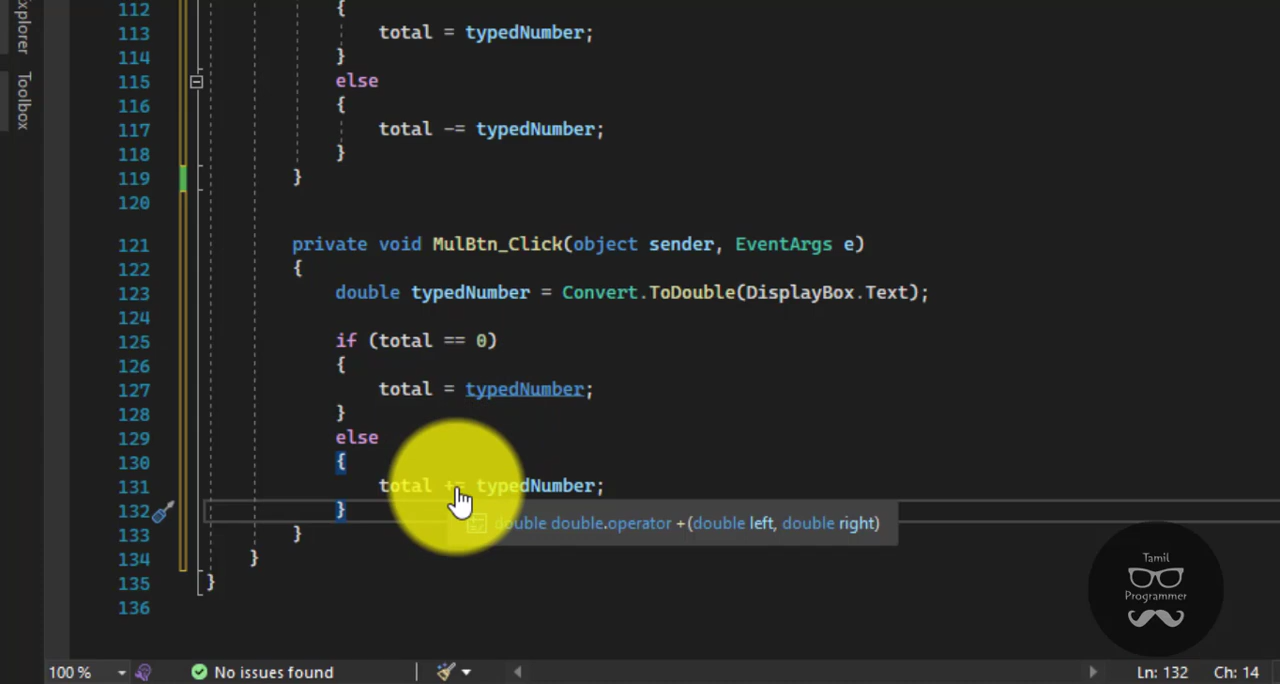 Explorer
Toolbox
112 {
113 total = typedNumber;
114 }
115 else
116 {
117 total -= typedNumber;
118 }
119 }
120
121 private void MulBtn_Click(object sender, EventArgs e)
122 {
123 double typedNumber = Convert.ToDouble(DisplayBox.Text);
124
125 if (total == 0)
126 {
127 total = typedNumber;
128 }
129 else
130 {
131 total += typedNumber;
132 }
double double.operator +(double left, double right)
133 }
134 }
135 }
136
Tamil
Programmer
100 % No issues found Ln: 132 Ch: 14